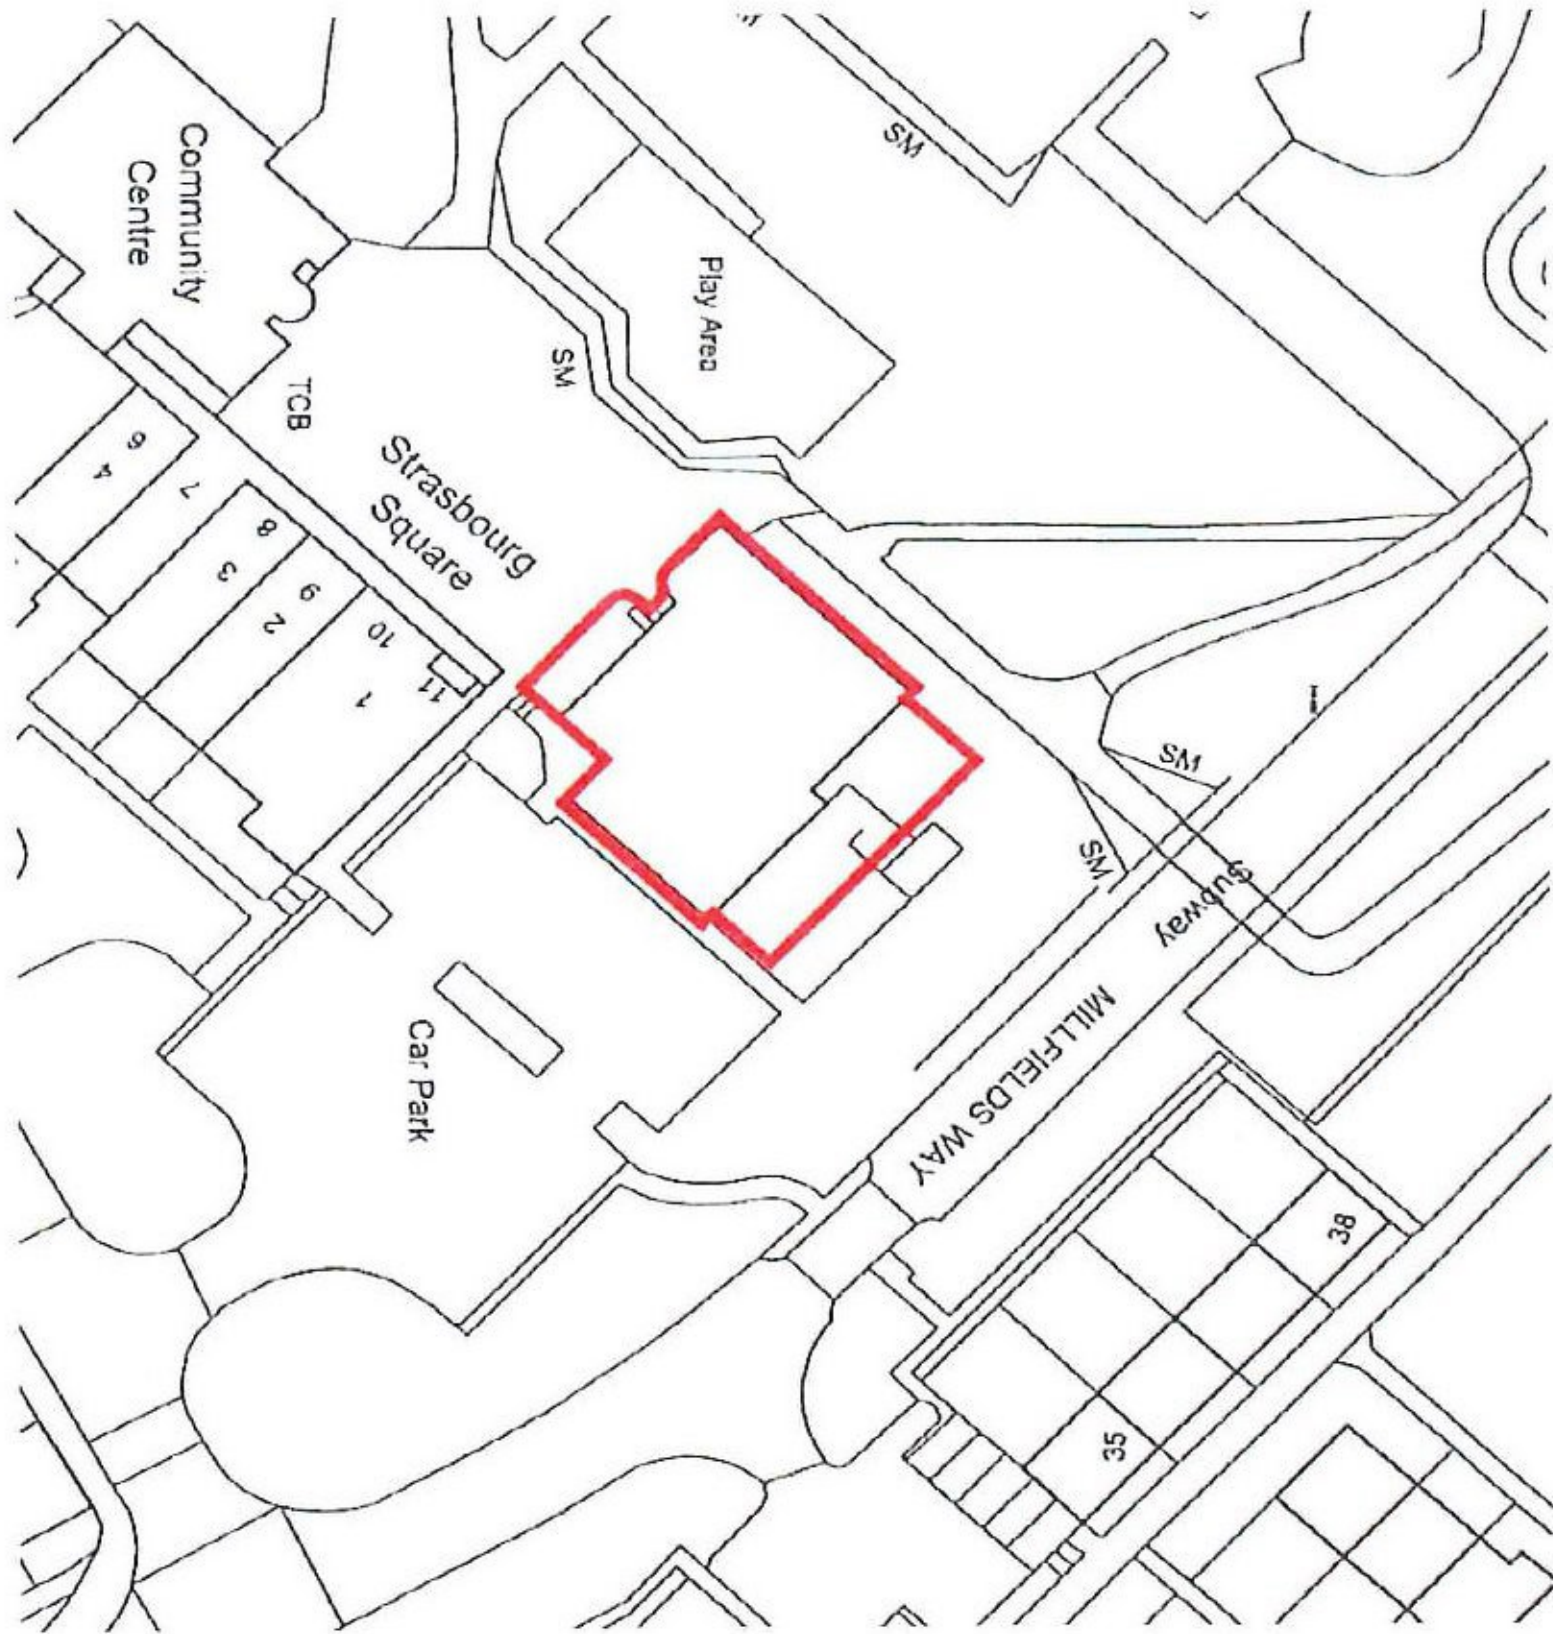 SM
Community
Centre
Play Area
SM
TCB
Strasbourg
Square
6
4
7
8
3
9
2
10
1
11
SM
SM
Subway
MILLFIELDS WAY
Car Park
38
35